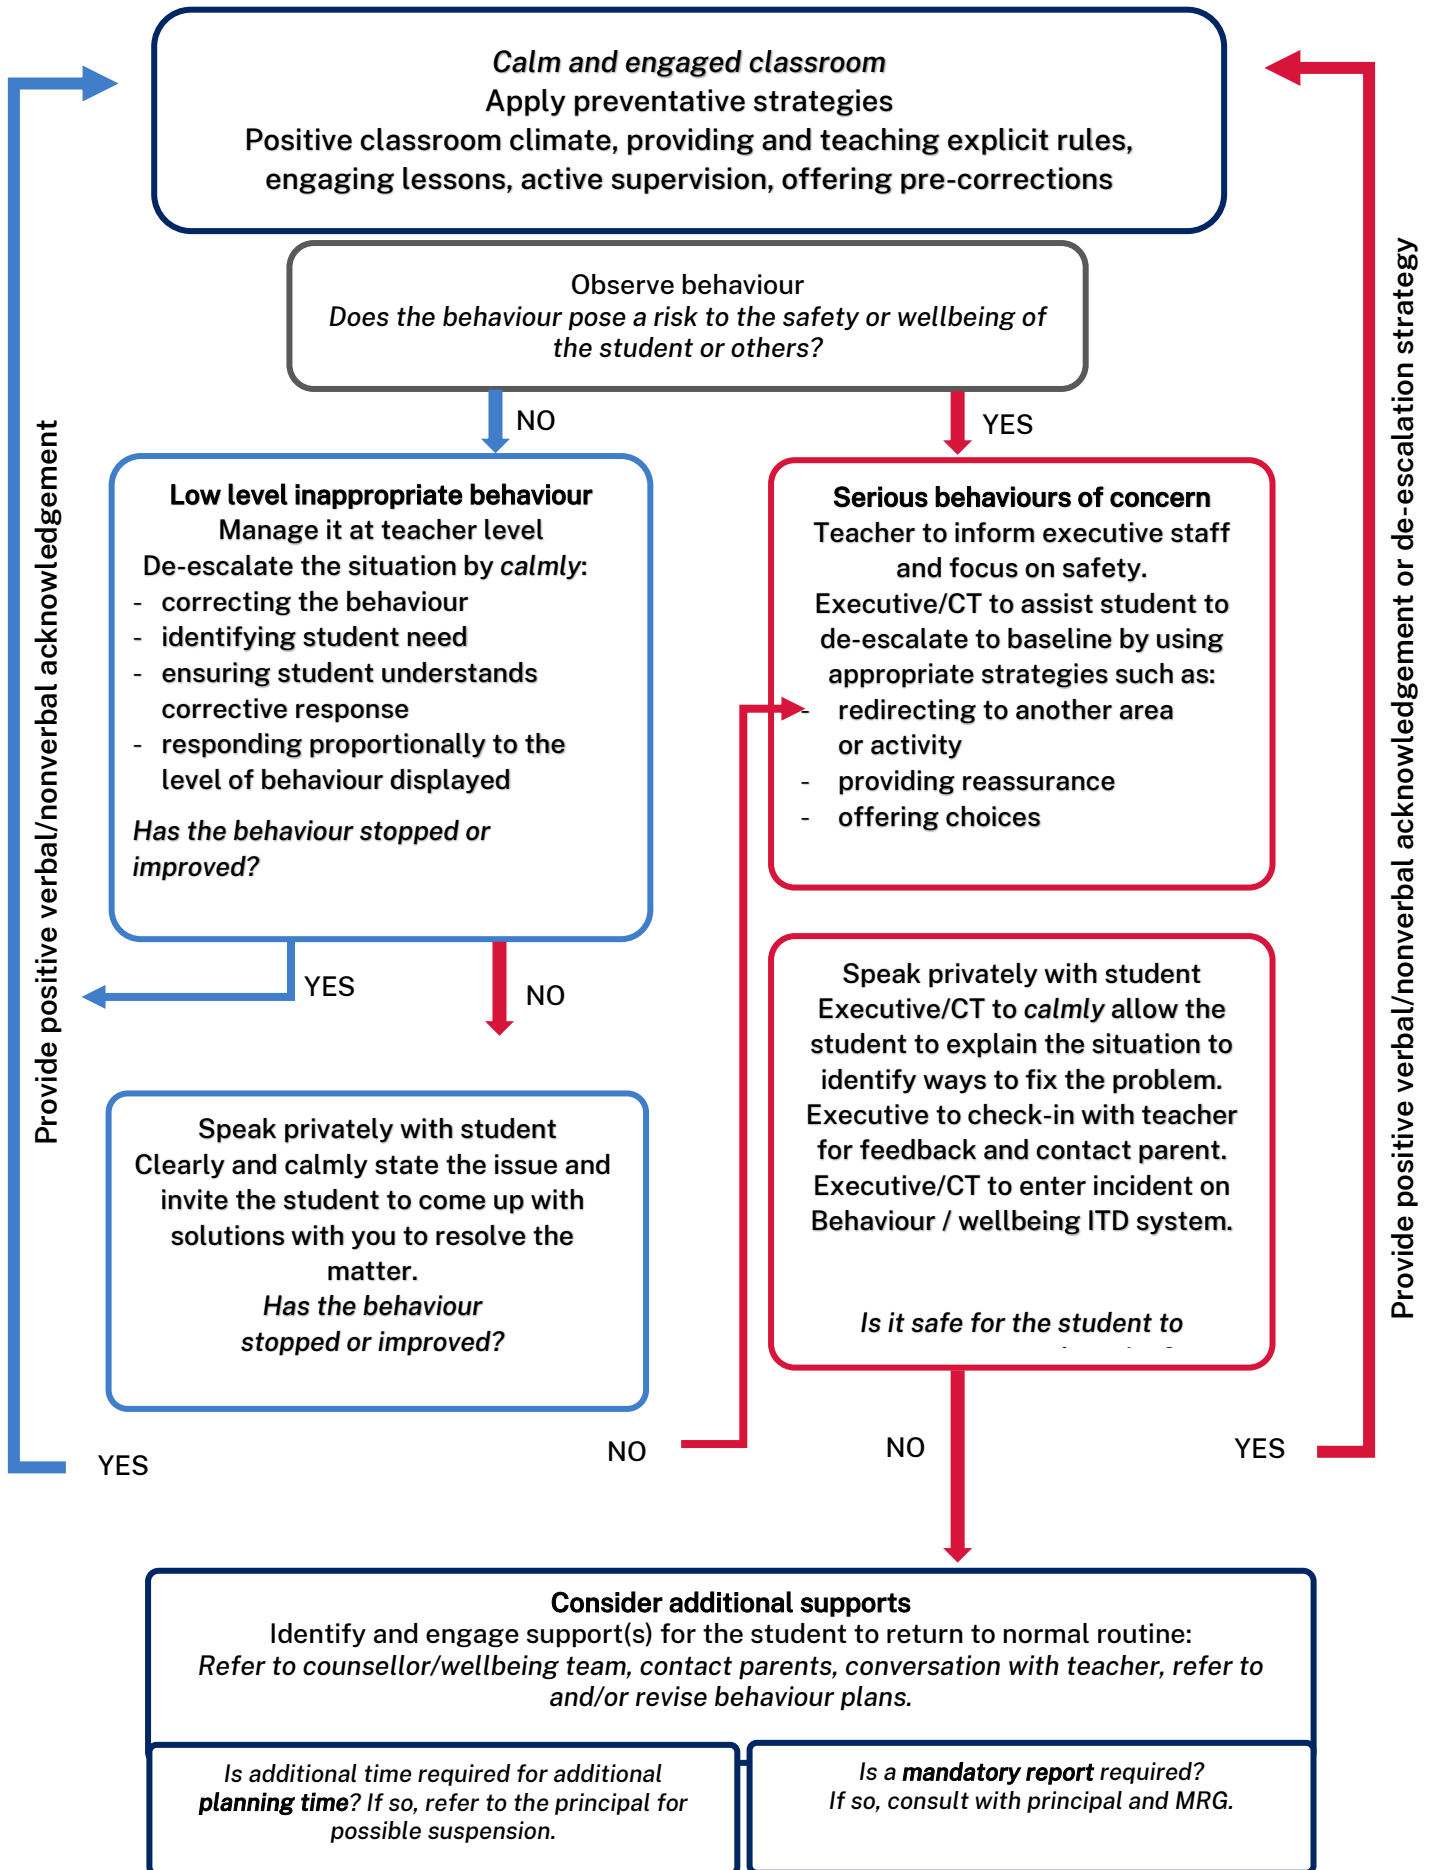 Calm and engaged classroom
Apply preventative strategies
Positive classroom climate, providing and teaching explicit rules,
engaging lessons, active supervision, offering pre-corrections
Observe behaviour
Does the behaviour pose a risk to the safety or wellbeing of
the student or others?
NO
YES
Low level inappropriate behaviour
Manage it at teacher level
De-escalate the situation by calmly:
- correcting the behaviour
- identifying student need
- ensuring student understands
corrective response
- responding proportionally to the
level of behaviour displayed
Has the behaviour stopped or
improved?
YES
NO
Speak privately with student
Clearly and calmly state the issue and
invite the student to come up with
solutions with you to resolve the
matter.
Has the behaviour
stopped or improved?
YES
NO
Provide positive verbal/nonverbal acknowledgement
Serious behaviours of concern
Teacher to inform executive staff
and focus on safety.
Executive/CT to assist student to
de-escalate to baseline by using
appropriate strategies such as:
- redirecting to another area
or activity
- providing reassurance
- offering choices
Speak privately with student
Executive/CT to calmly allow the
student to explain the situation to
identify ways to fix the problem.
Executive to check-in with teacher
for feedback and contact parent.
Executive/CT to enter incident on
Behaviour / wellbeing ITD system.
Is it safe for the student to
NO
YES
Provide positive verbal/nonverbal acknowledgement or de-escalation strategy
Consider additional supports
Identify and engage support(s) for the student to return to normal routine:
Refer to counsellor/wellbeing team, contact parents, conversation with teacher, refer to
and/or revise behaviour plans.
Is additional time required for additional
planning time? If so, refer to the principal for
possible suspension.
Is a mandatory report required?
If so, consult with principal and MRG.